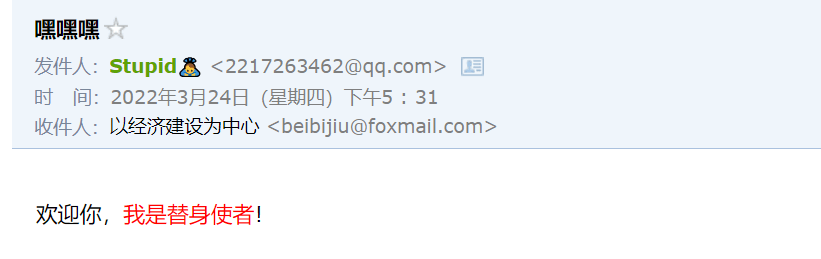 嘿嘿嘿
发件人：Stupid <2217263462@qq.com>
时　间：2022年3月24日（星期四）下午5：31
收件人：以经济建设为中心 <beibijiu@foxmail.com>
欢迎你，我是替身使者！